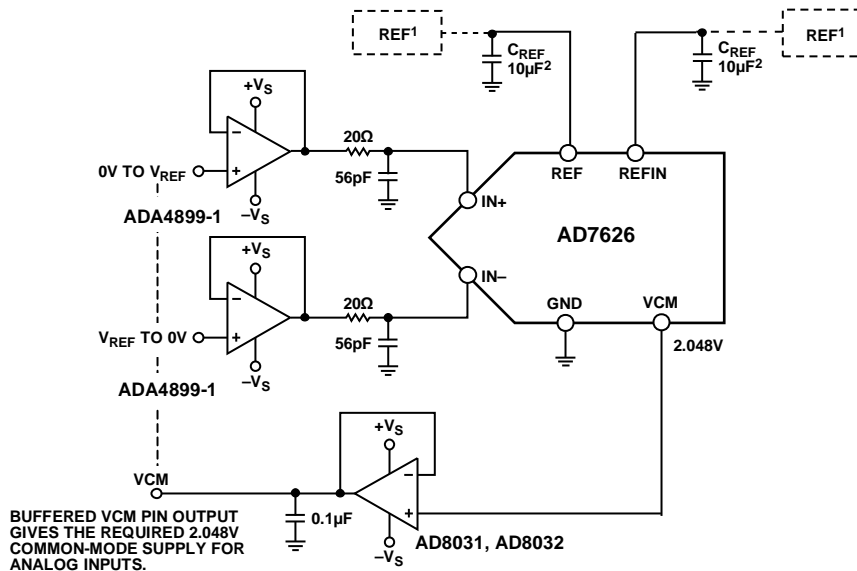 REF¹
REF¹
C_REF
10µF²
C_REF
10µF²
+V_S
20Ω
−
0V TO V_REF
+
56pF
−V_S
REF
REFIN
ADA4899-1
IN+
AD7626
+V_S
IN−
20Ω
−
GND
VCM
V_REF TO 0V
+
56pF
2.048V
−V_S
ADA4899-1
+V_S
−
VCM
+
0.1µF
−V_S
AD8031, AD8032
BUFFERED VCM PIN OUTPUT
GIVES THE REQUIRED 2.048V
COMMON-MODE SUPPLY FOR
ANALOG INPUTS.